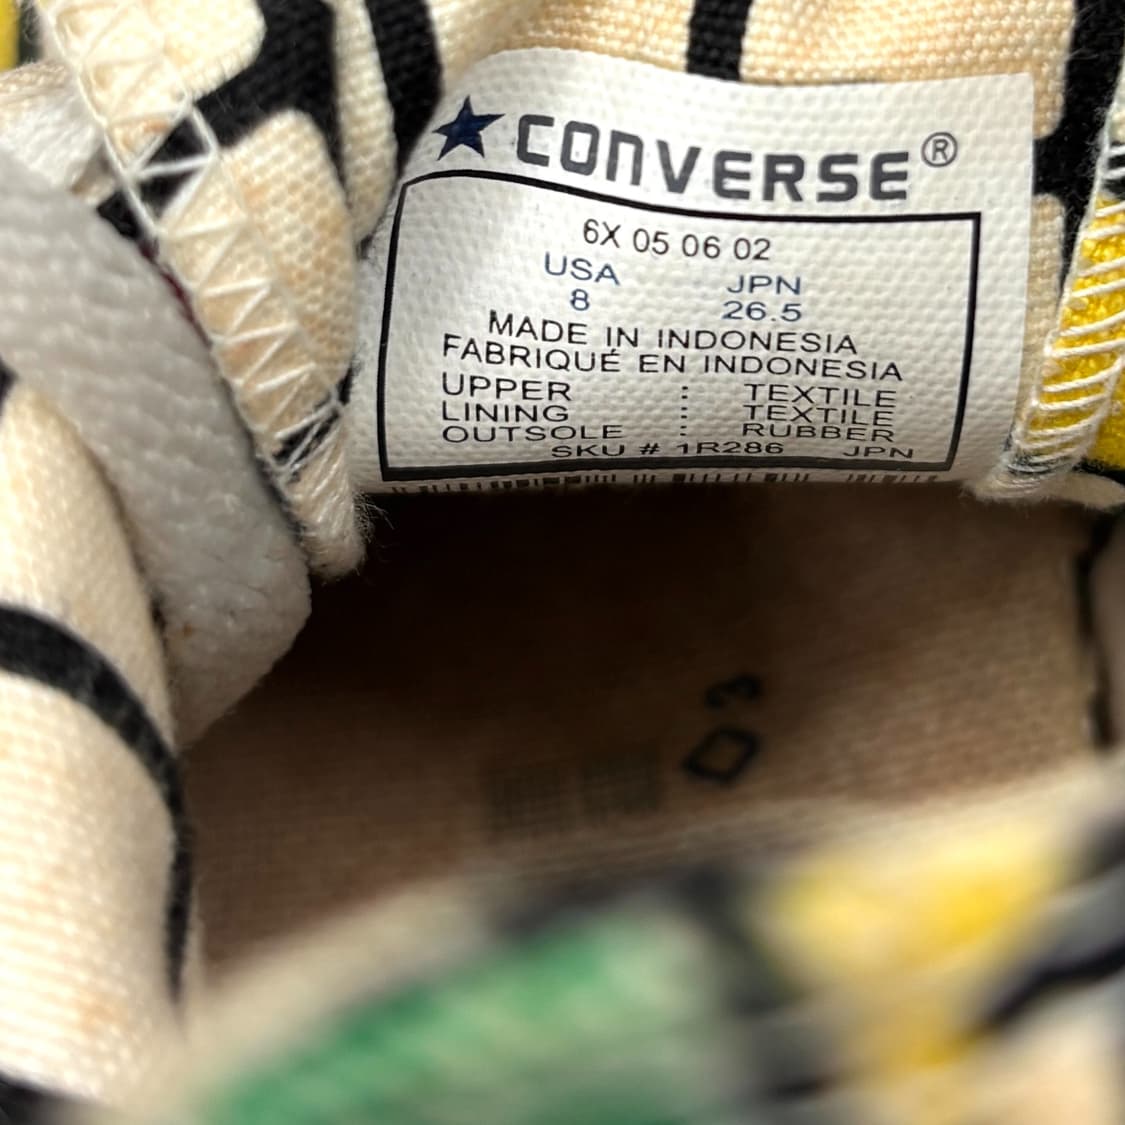 ★CONVERSE®
6X 05 06 02
USA JPN
8 26.5
MADE IN INDONESIA
FABRIQUÉ EN INDONESIA
UPPER : TEXTILE
LINING : TEXTILE
OUTSOLE : RUBBER
SKU # 1R286 JPN